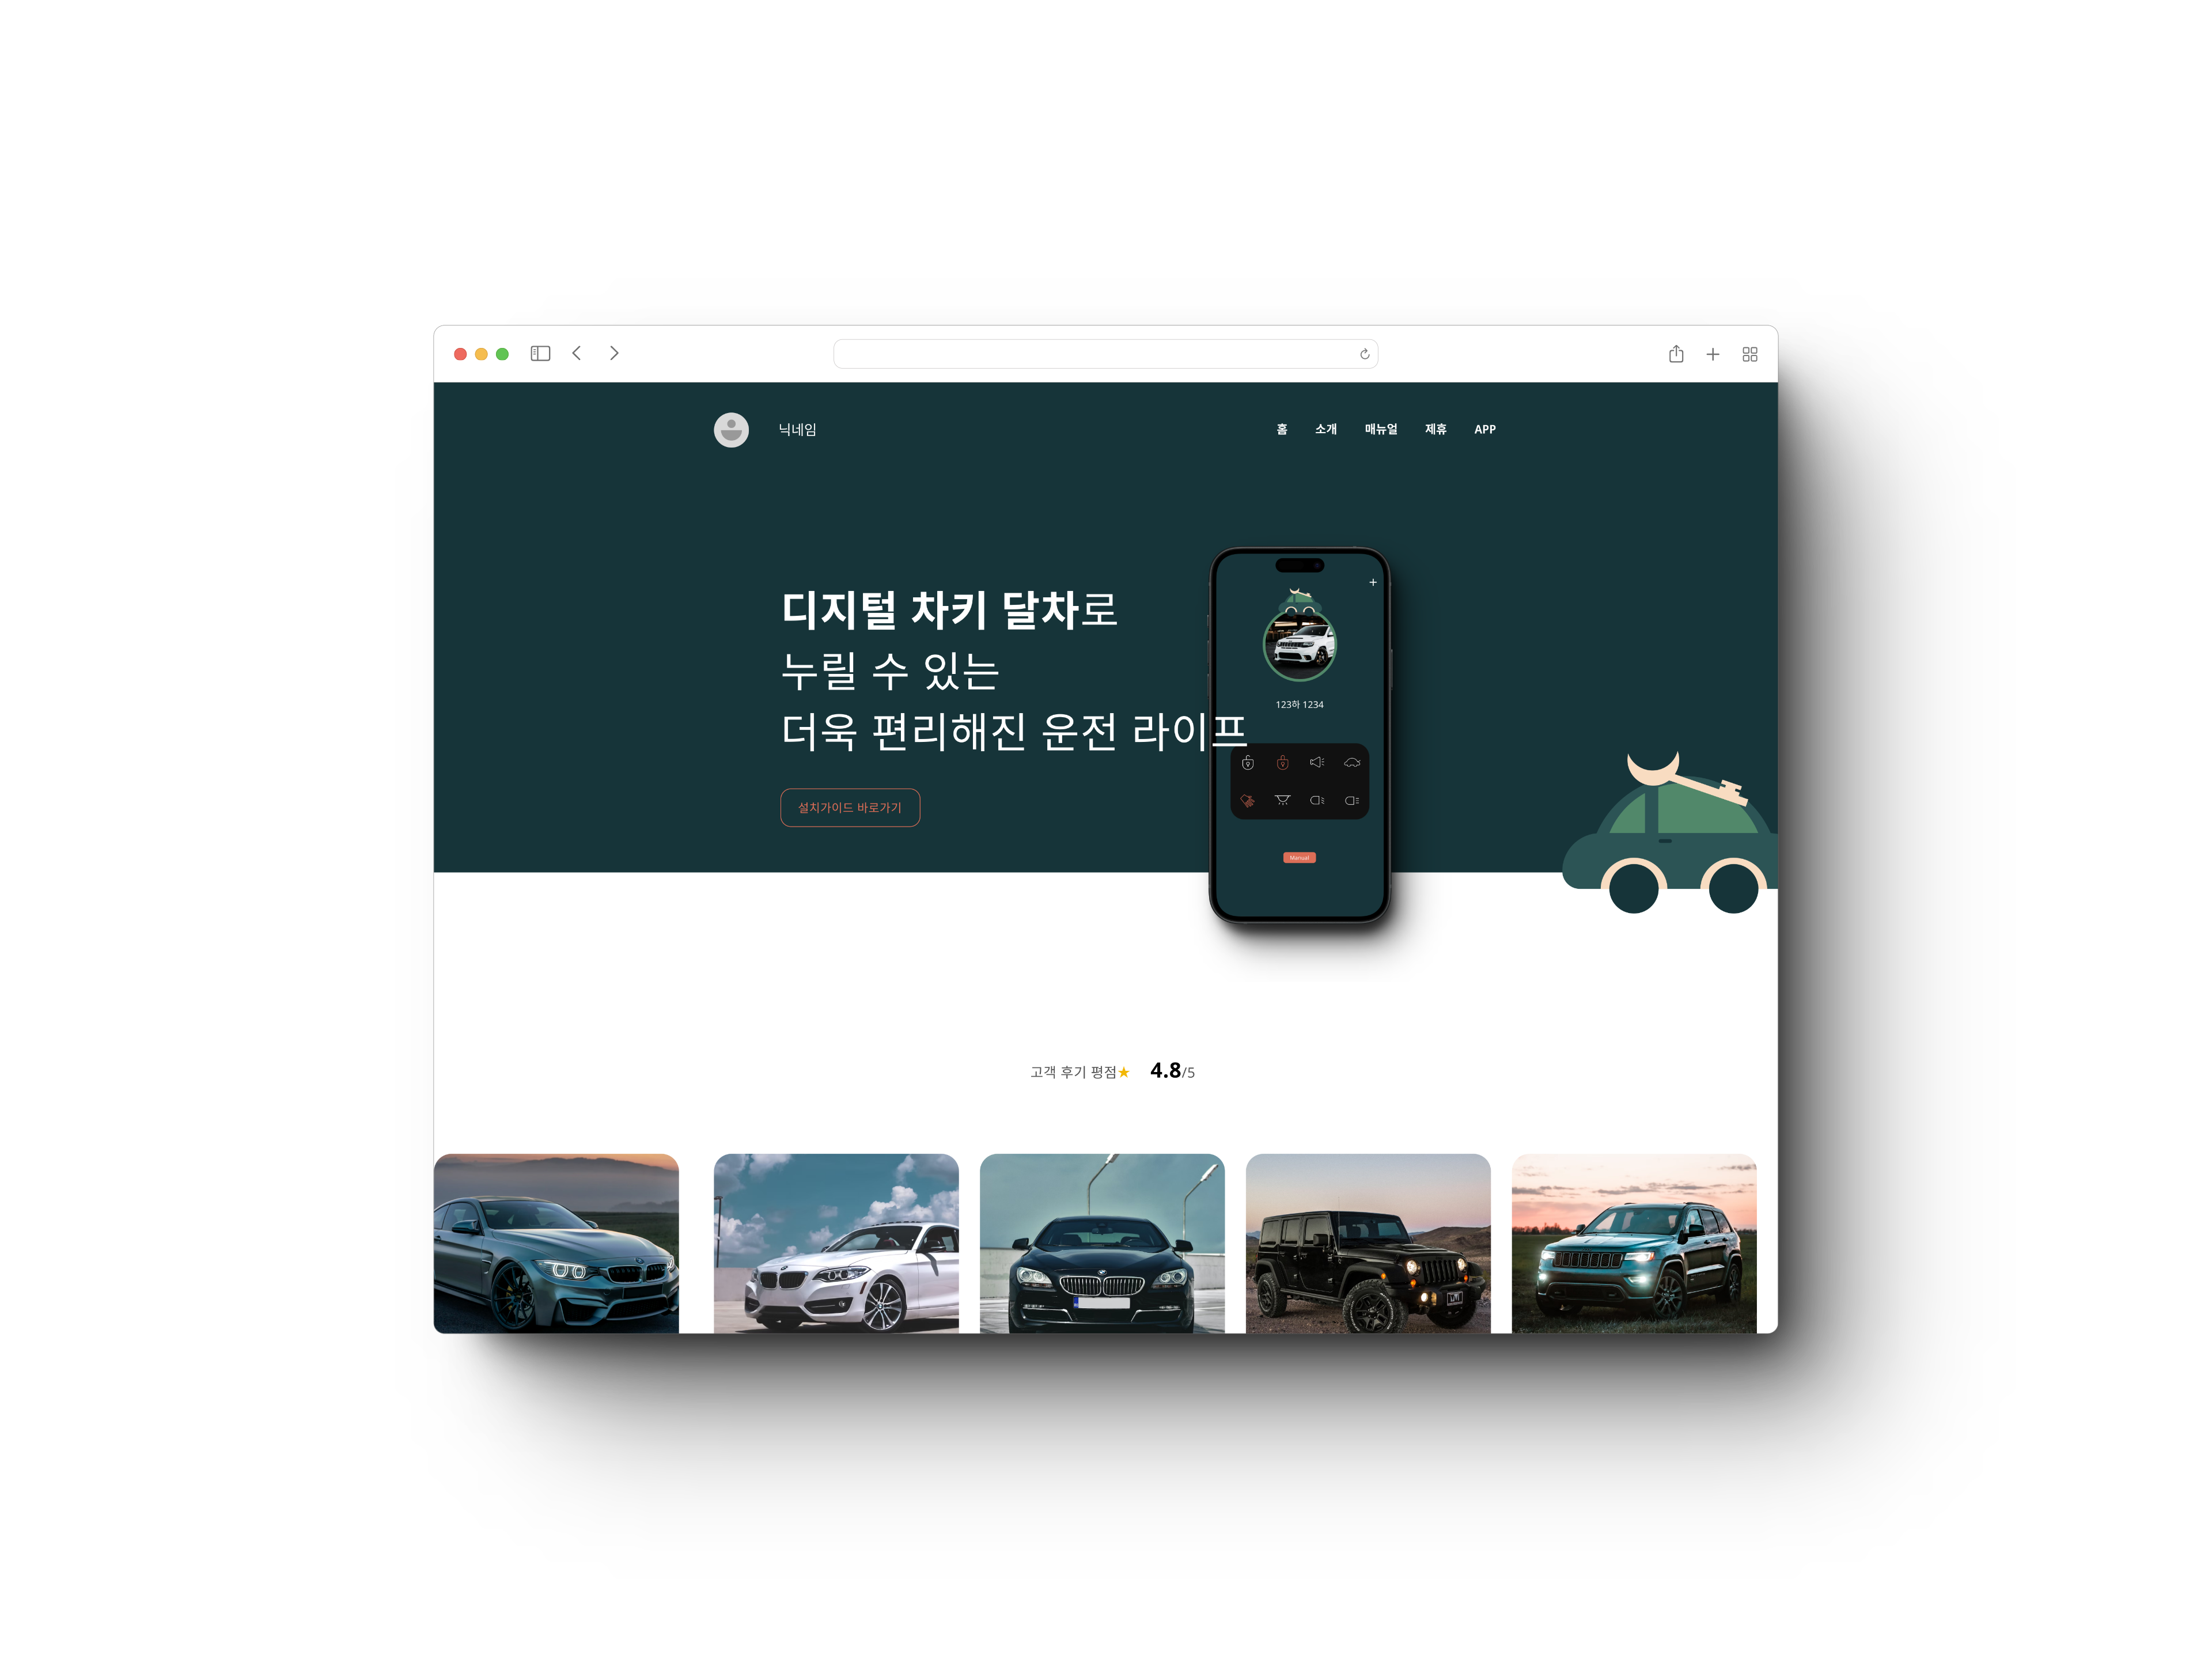 닉네임
홈 소개 매뉴얼 제휴 APP
디지털 차키 달차로
누릴 수 있는
더욱 편리해진 운전 라이프
설치가이드 바로가기
123하 1234
Manual
고객 후기 평점★ 4.8/5